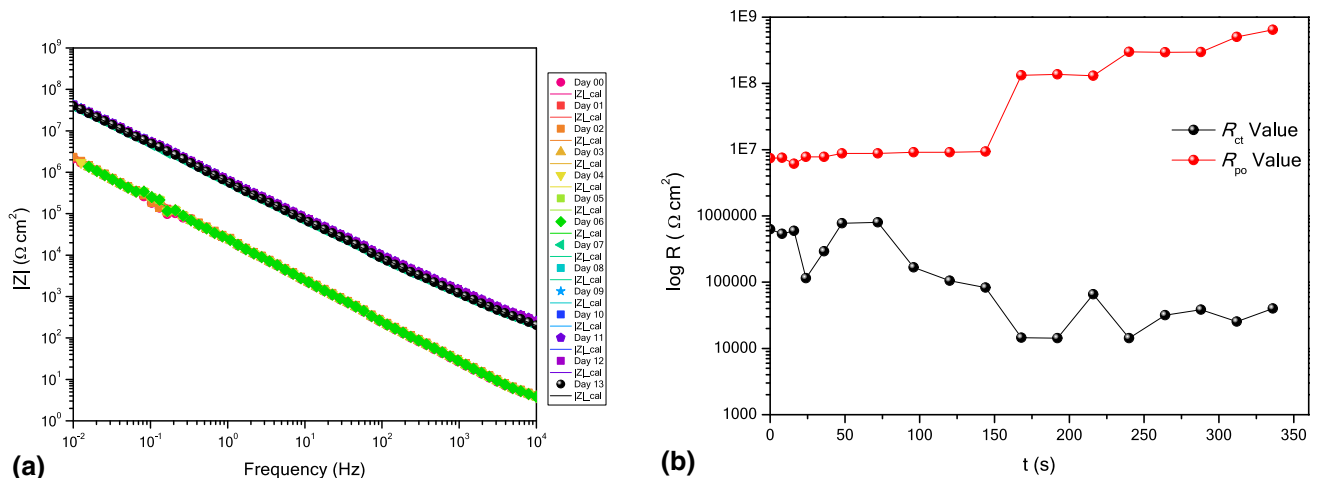 10⁹
10⁸
10⁷
10⁶
10⁵
10⁴
10³
10²
10¹
10⁰
|Z| (Ω cm²)
10⁻² 10⁻¹ 10⁰ 10¹ 10² 10³ 10⁴
Frequency (Hz)
Day 00
|Z|_cal
Day 01
|Z|_cal
Day 02
|Z|_cal
Day 03
|Z|_cal
Day 04
|Z|_cal
Day 05
|Z|_cal
Day 06
|Z|_cal
Day 07
|Z|_cal
Day 08
|Z|_cal
Day 09
|Z|_cal
Day 10
|Z|_cal
Day 11
|Z|_cal
Day 12
|Z|_cal
Day 13
|Z|_cal
(a)
1E9
1E8
1E7
1000000
100000
10000
1000
log R ( Ω cm²)
0 50 100 150 200 250 300 350
t (s)
Rct Value
Rpo Value
(b)